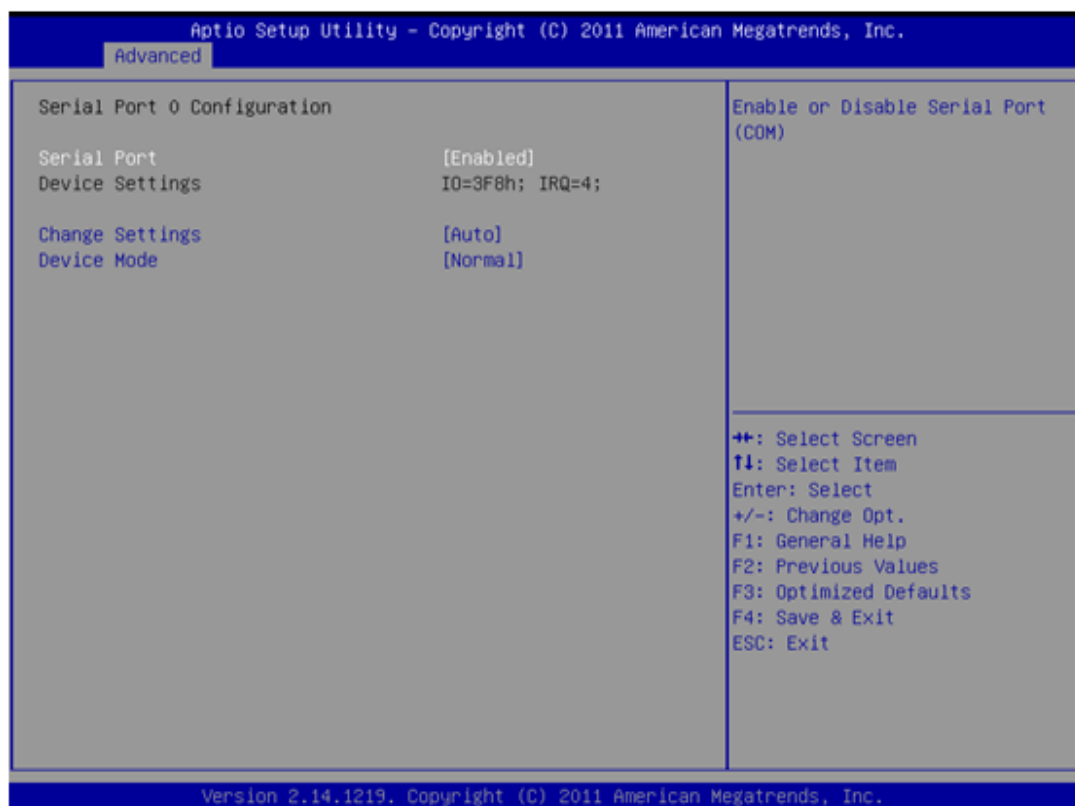 Aptio Setup Utility - Copyright (C) 2011 American Megatrends, Inc.
Advanced
Serial Port 0 Configuration
Serial Port [Enabled]
Device Settings IO=3F8h; IRQ=4;
Change Settings [Auto]
Device Mode [Normal]
Enable or Disable Serial Port
(COM)
→←: Select Screen
↑↓: Select Item
Enter: Select
+/-: Change Opt.
F1: General Help
F2: Previous Values
F3: Optimized Defaults
F4: Save & Exit
ESC: Exit
Version 2.14.1219. Copyright (C) 2011 American Megatrends, Inc.